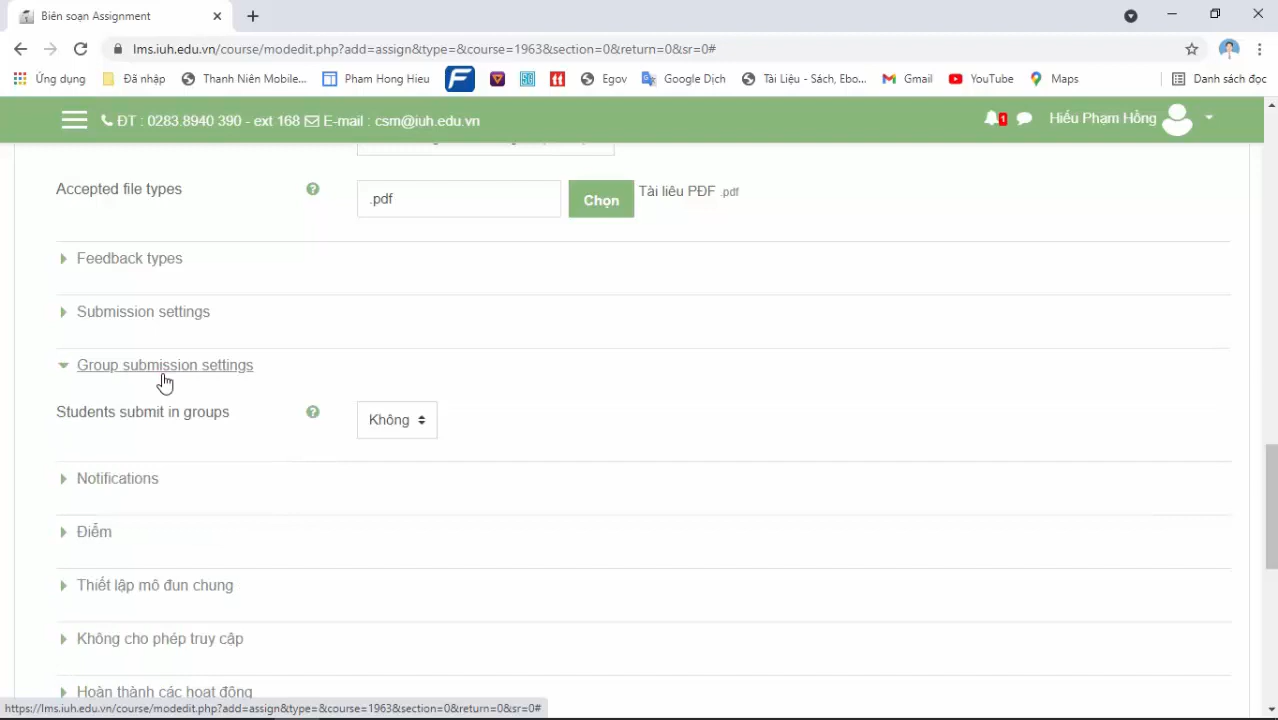 Biên soạn Assignment
lms.iuh.edu.vn/course/modedit.php?add=assign&type=&course=1963&section=0&return=0&sr=0#
Ứng dụng Đã nhập Thanh Niên Mobile... Pham Hong Hieu Egov Google Dịch Tài Liệu - Sách, Ebo... Gmail YouTube Maps Danh sách đọc
ĐT : 0283.8940 390 - ext 168 E-mail : csm@iuh.edu.vn 1 Hiếu Phạm Hồng
Accepted file types ? .pdf Chọn Tài liệu PDF .pdf
Feedback types
Submission settings
Group submission settings
Students submit in groups ? Không
Notifications
Điểm
Thiết lập mô đun chung
Không cho phép truy cập
Hoàn thành các hoạt động
https://lms.iuh.edu.vn/course/modedit.php?add=assign&type=&course=1963&section=0&return=0&sr=0#